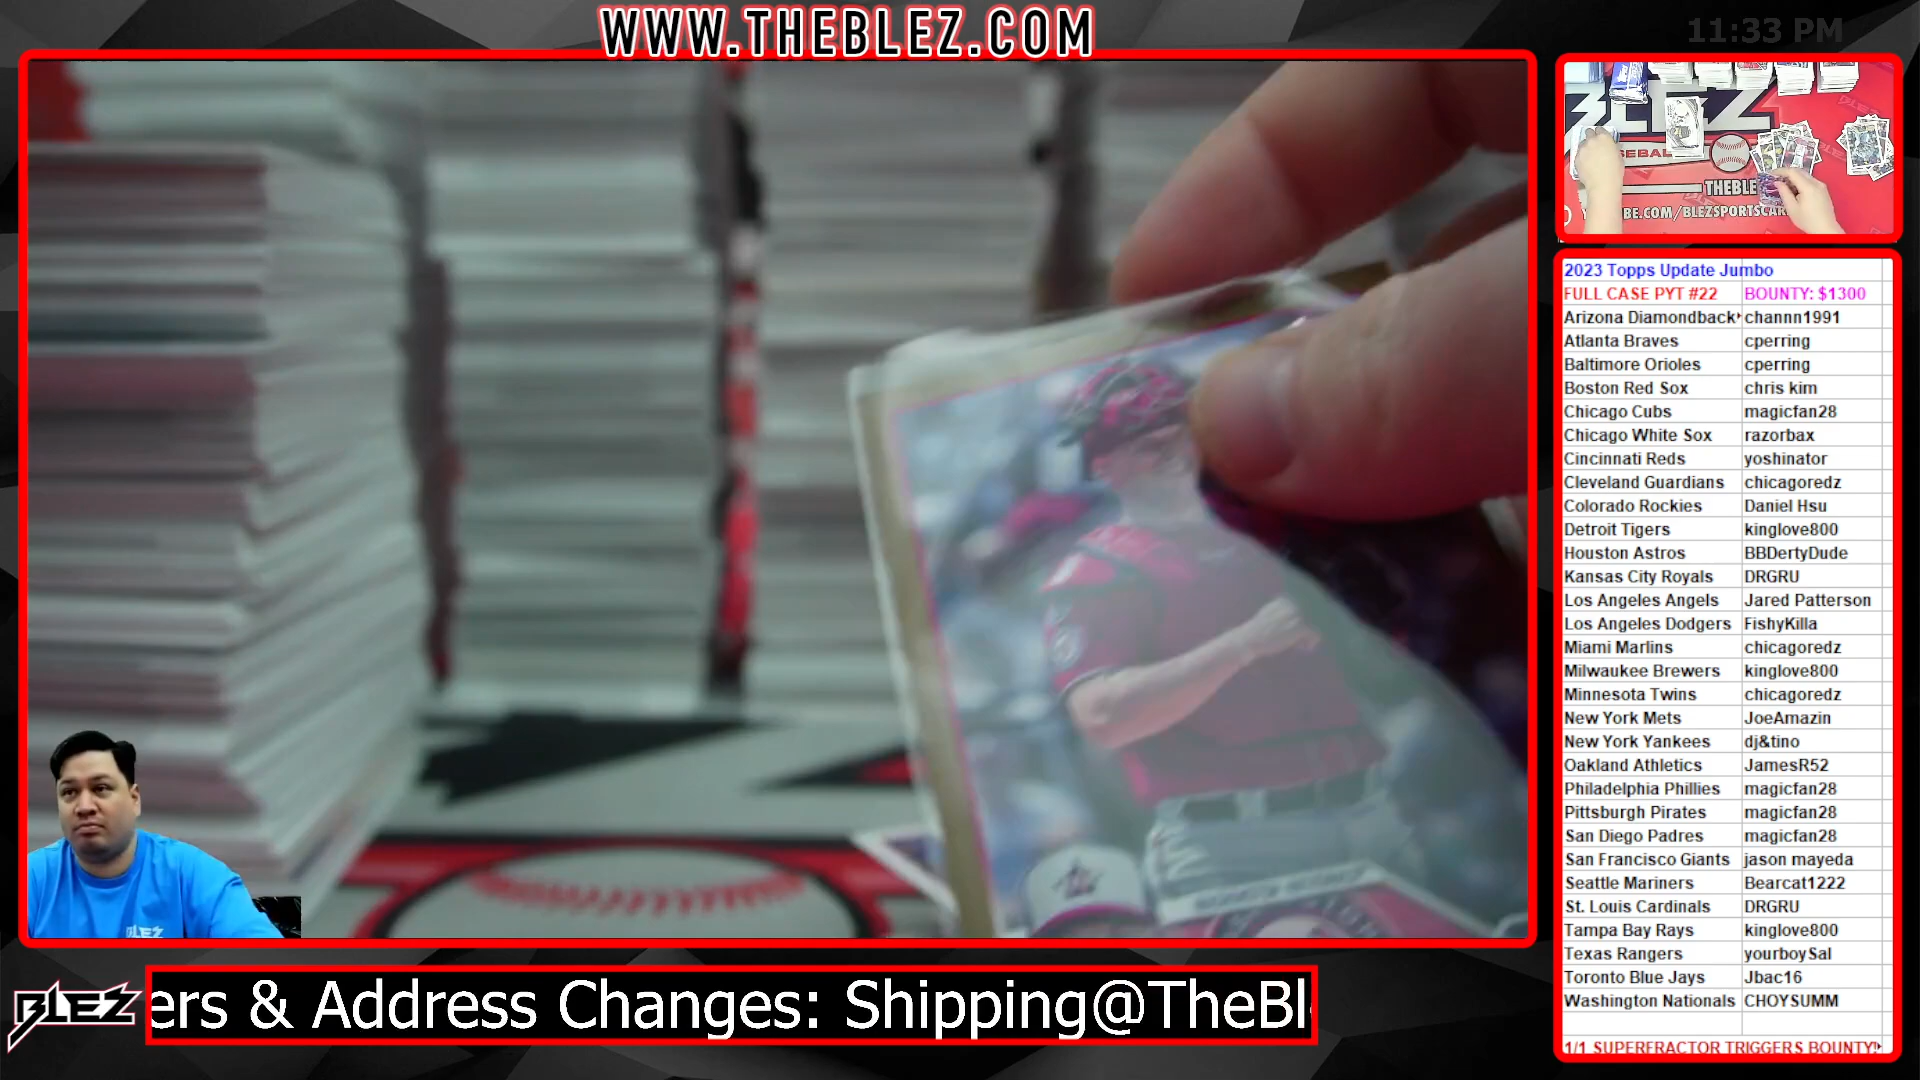 WWW.THEBLEZ.COM
11:33 PM
BLEZ
SEBAL
THEBLE
BE.COM/BLEZSPORTSCAR
2023 Topps Update Jumbo
FULL CASE PYT #22 BOUNTY: $1300
Arizona Diamondback channn1991
Atlanta Braves cperring
Baltimore Orioles cperring
Boston Red Sox chris kim
Chicago Cubs magicfan28
Chicago White Sox razorbax
Cincinnati Reds yoshinator
Cleveland Guardians chicagoredz
Colorado Rockies Daniel Hsu
Detroit Tigers kinglove800
Houston Astros BBDertyDude
Kansas City Royals DRGRU
Los Angeles Angels Jared Patterson
Los Angeles Dodgers FishyKilla
Miami Marlins chicagoredz
Milwaukee Brewers kinglove800
Minnesota Twins chicagoredz
New York Mets JoeAmazin
New York Yankees dj&tino
Oakland Athletics JamesR52
Philadelphia Phillies magicfan28
Pittsburgh Pirates magicfan28
San Diego Padres magicfan28
San Francisco Giants jason mayeda
Seattle Mariners Bearcat1222
St. Louis Cardinals DRGRU
Tampa Bay Rays kinglove800
Texas Rangers yourboySal
Toronto Blue Jays Jbac16
Washington Nationals CHOYSUMM
1/1 SUPERFRACTOR TRIGGERS BOUNTY!
BLEZ
BLEZ
ers & Address Changes: Shipping@TheBl